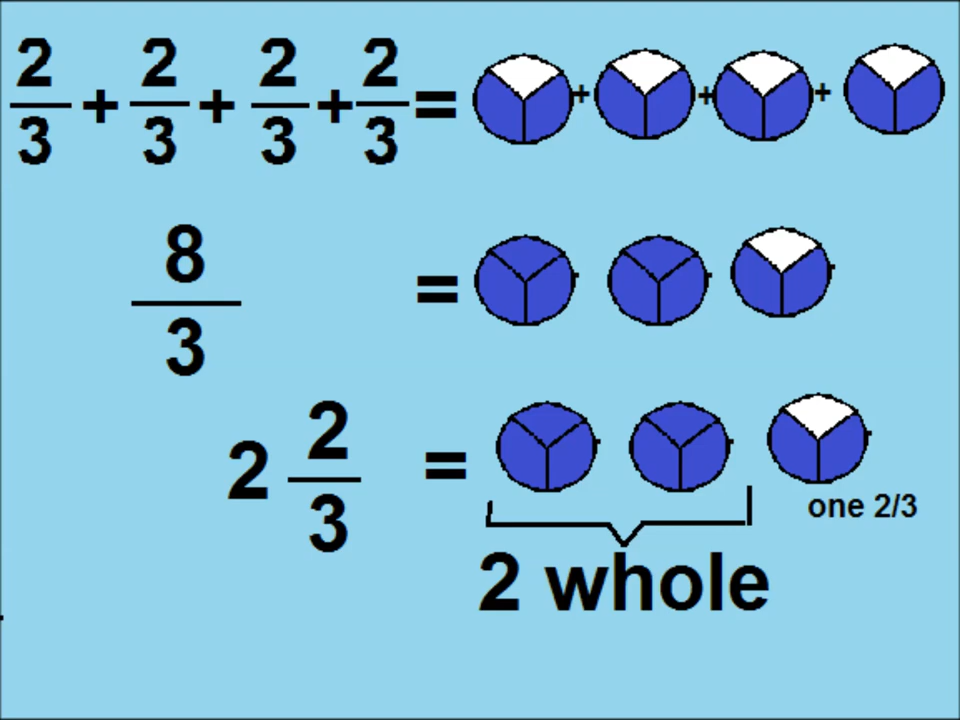 2/3 + 2/3 + 2/3 + 2/3 = + + +
8/3 =
2 2/3 =
one 2/3
2 whole